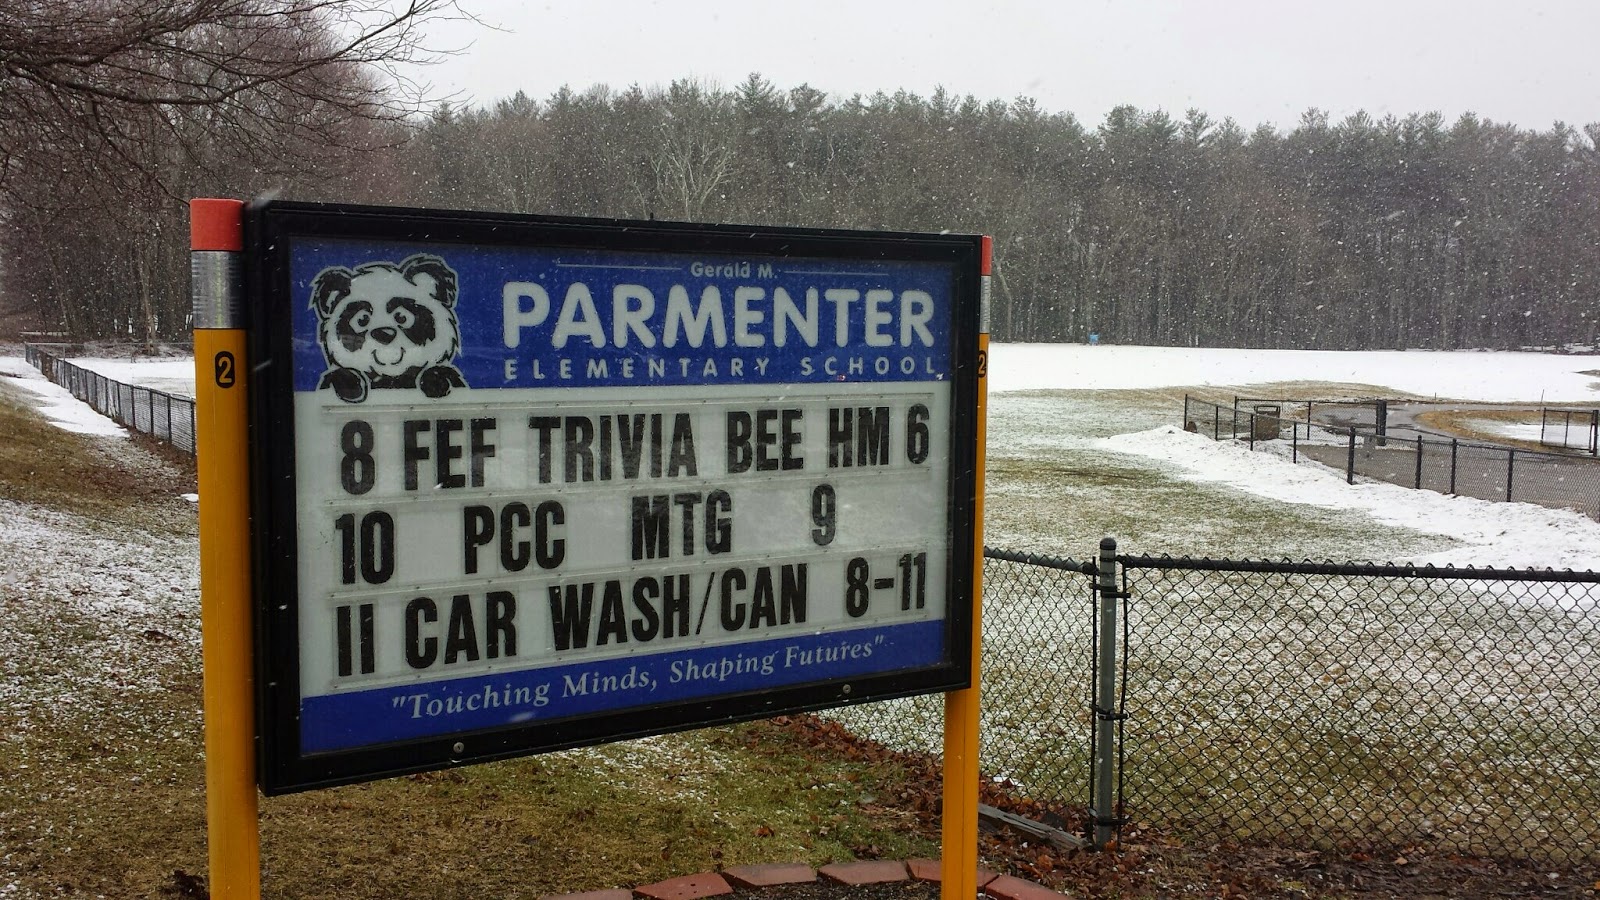 Gerald M.
PARMENTER
ELEMENTARY SCHOOL
8 FEF TRIVIA BEE HM 6
10 PCC MTG 9
11 CAR WASH/CAN 8-11
"Touching Minds, Shaping Futures"
2
2